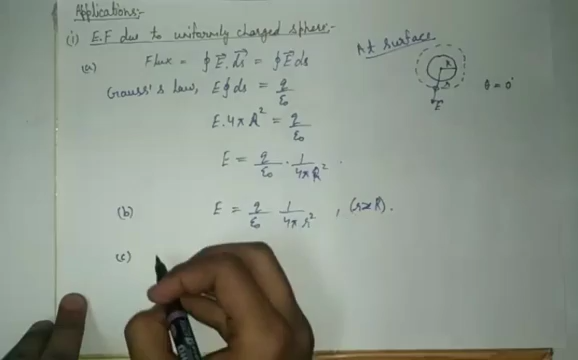 Applications:-
(i) E.F due to uniformly charged sphere:-
At surface
(a) Flux = ∮E⃗.ds⃗ = ∮E⃗ds
R
r
E
θ = 0°
Gauss's law, E∮ds = q/ε₀
E.4πR² = q/ε₀
E = q/ε₀ . 1/4πR² .
(b) E = q/ε₀ 1/4πr² , (r>R).
(c)